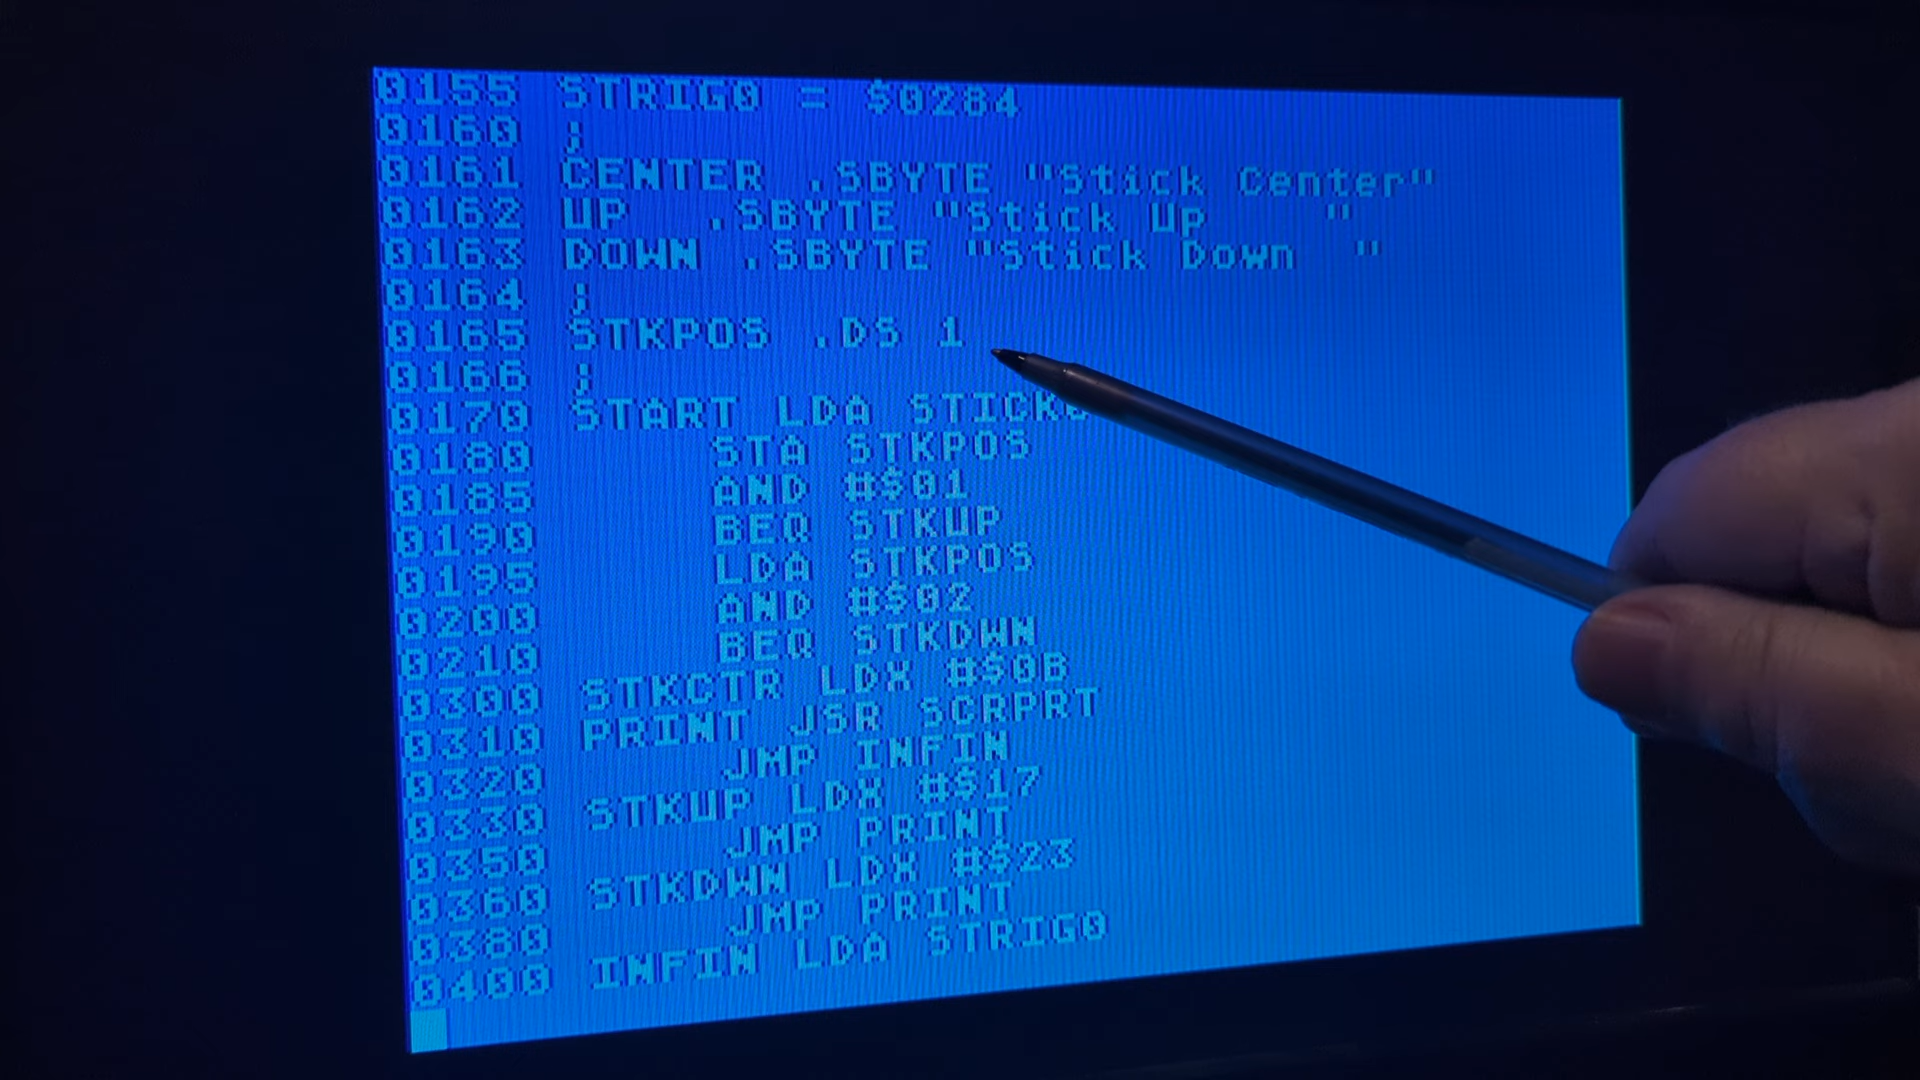 0155 STRIG0 = $0284
0160 ;
0161 CENTER .SBYTE "Stick Center"
0162 UP  .SBYTE "Stick Up    "
0163 DOWN .SBYTE "Stick Down  "
0164 ;
0165 STKPOS .DS 1
0166 ;
0170 START LDA STICK0
0180     STA STKPOS
0185     AND #$01
0190     BEQ STKUP
0195     LDA STKPOS
0200     AND #$02
0210     BEQ STKDWN
0300 STKCTR LDX #$0B
0310 PRINT JSR SCRPRT
0320     JMP INFIN
0330 STKUP LDX #$17
0350     JMP PRINT
0360 STKDWN LDX #$23
0380     JMP PRINT
0400 INFIN LDA STRIG0